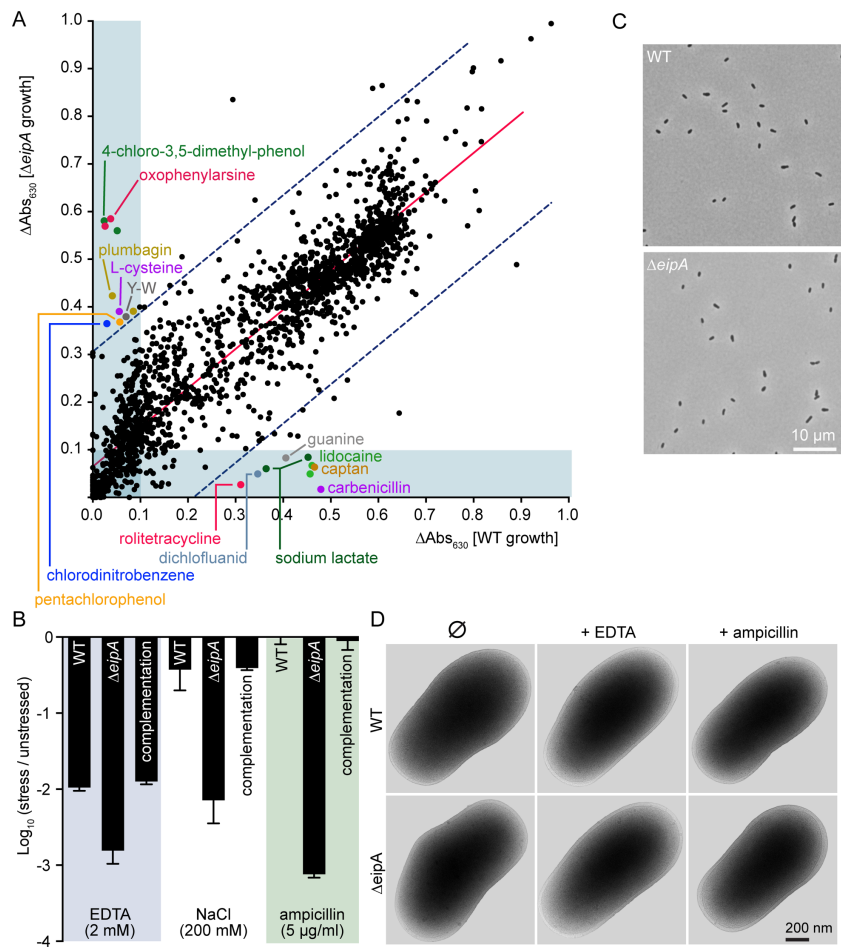 A
1.0
0.9
0.8
0.7
0.6
0.5
0.4
0.3
0.2
0.1
ΔAbs630 [ΔeipA growth]
4-chloro-3,5-dimethyl-phenol
oxophenylarsine
plumbagin
L-cysteine
Y-W
guanine
lidocaine
captan
carbenicillin
0.0 0.1 0.2 0.3 0.4 0.5 0.6 0.7 0.8 0.9 1.0
rolitetracycline
ΔAbs630 [WT growth]
dichlofluanid
sodium lactate
chlorodinitrobenzene
pentachlorophenol
C
WT
ΔeipA
10 µm
B
0
-1
-2
-3
-4
Log10 (stress / unstressed)
WT
ΔeipA
complementation
WT
ΔeipA
complementation
WT
ΔeipA
complementation
EDTA
(2 mM)
NaCl
(200 mM)
ampicillin
(5 µg/ml)
D
∅ + EDTA + ampicillin
WT
ΔeipA
200 nm